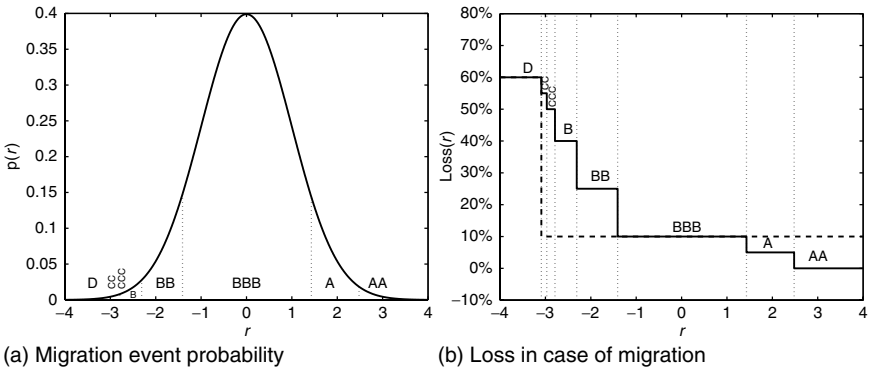 0.4
0.35
0.3
0.25
0.2
0.15
0.1
0.05
0
p(r)
D
CC
CCC
B
BB
BBB
A
AA
−4 −3 −2 −1 0 1 2 3 4
r
(a) Migration event probability
80%
70%
60%
50%
40%
30%
20%
10%
0%
−10%
Loss(r)
D
CC
CCC
B
BB
BBB
A
AA
−4 −3 −2 −1 0 1 2 3 4
r
(b) Loss in case of migration